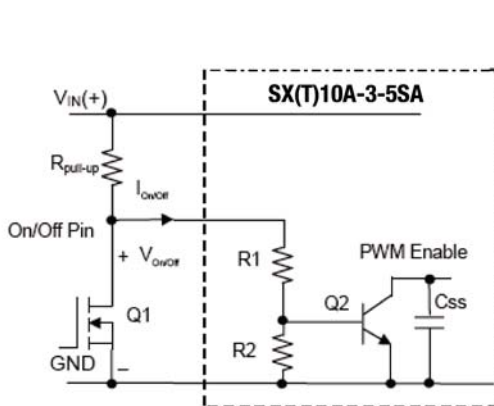 VIN(+)
SX(T)10A-3-5SA
Rpull-up
IOn/Off
On/Off Pin
+ VOn/Off
R1
PWM Enable
Q1
Q2
Css
R2
GND
–